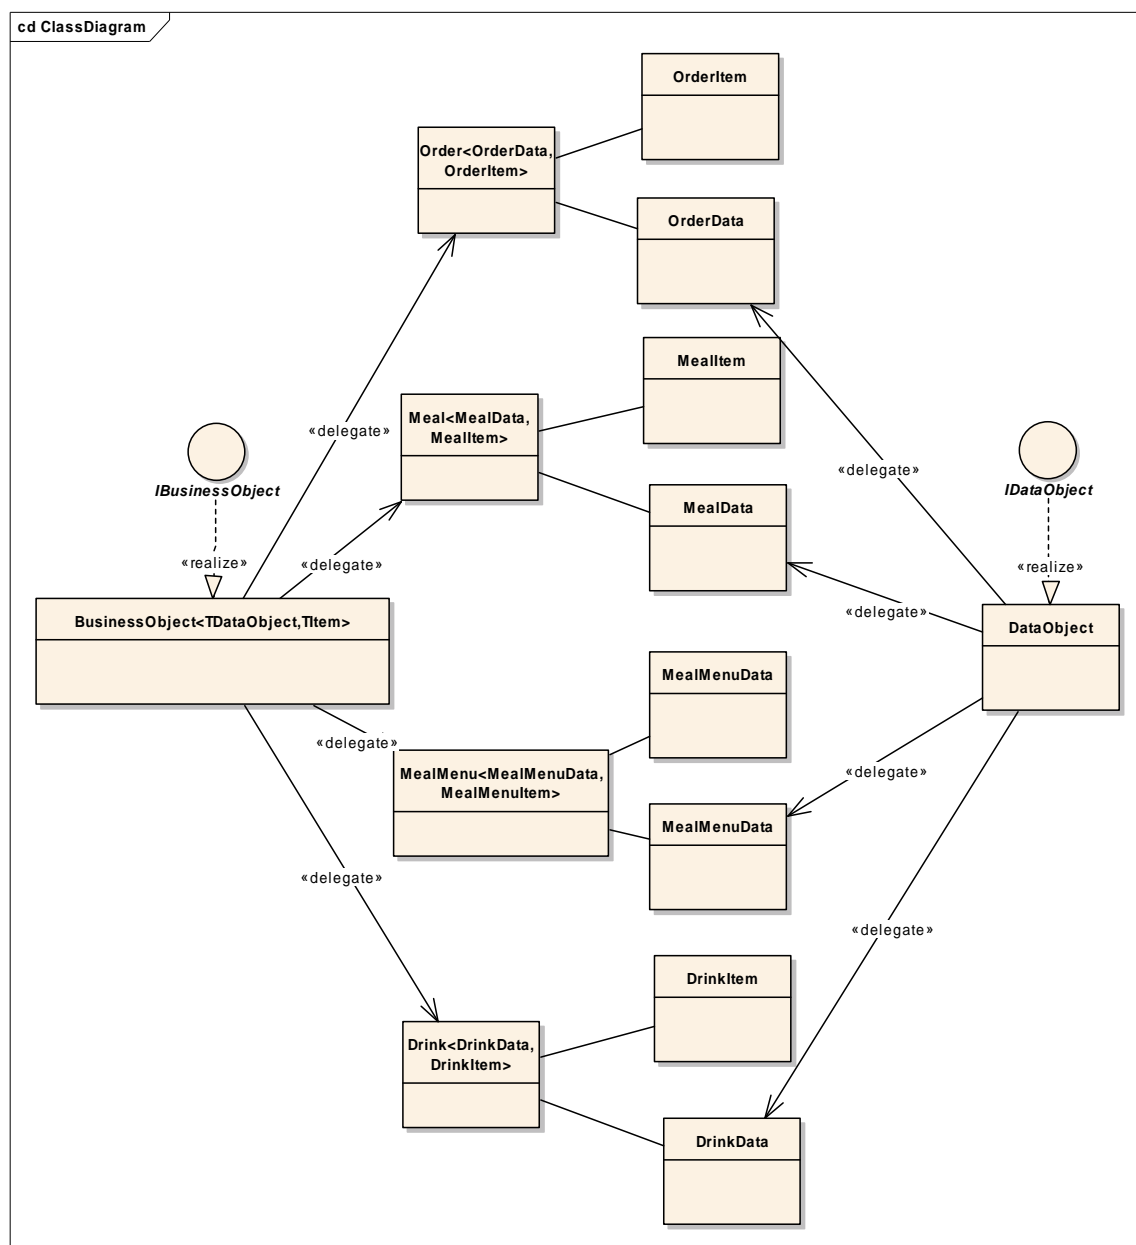 cd ClassDiagram
OrderItem
Order<OrderData,
OrderItem>
OrderData
MealItem
Meal<MealData,
MealItem>
«delegate»
«delegate»
IBusinessObject
IDataObject
MealData
«realize»
«delegate»
«realize»
«delegate»
BusinessObject<TDataObject,TItem>
DataObject
MealMenuData
«delegate»
MealMenu<MealMenuData,
MealMenuItem>
«delegate»
MealMenuData
«delegate»
«delegate»
DrinkItem
Drink<DrinkData,
DrinkItem>
DrinkData